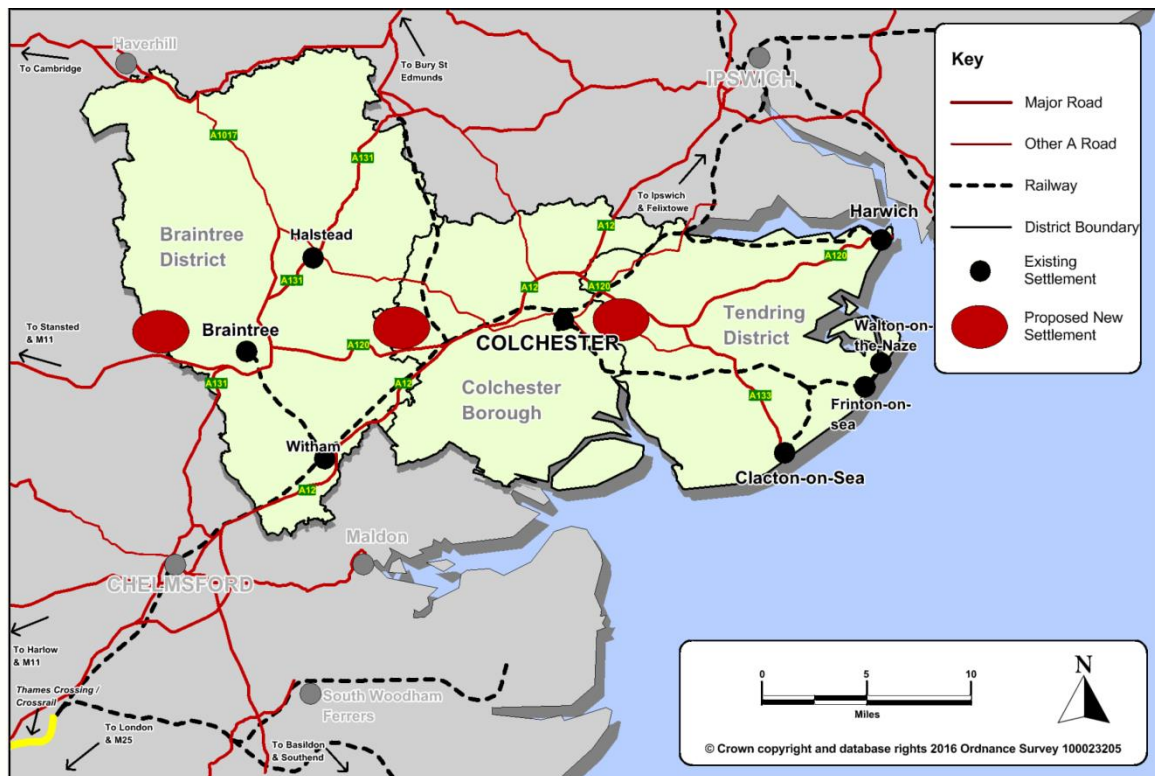 Haverhill
To Cambridge
To Bury St
Edmunds
IPSWICH
A1017
A131
To Ipswich
& Felixtowe
A12
Harwich
Braintree
District
Halstead
A131
A12
A120
A120
Tendring
District
To Stansted
& M11
Braintree
A120
COLCHESTER
Walton-on-
the-Naze
A131
A12
Colchester
Borough
A133
Frinton-on-
sea
Witham
Clacton-on-Sea
A12
Maldon
CHELMSFORD
To Harlow
& M11
Thames Crossing /
Crossrail
South Woodham
Ferrers
To London
& M25
To Basildon
& Southend
Key
Major Road
Other A Road
Railway
District Boundary
Existing
Settlement
Proposed New
Settlement
0 5 10
Miles
N
© Crown copyright and database rights 2016 Ordnance Survey 100023205